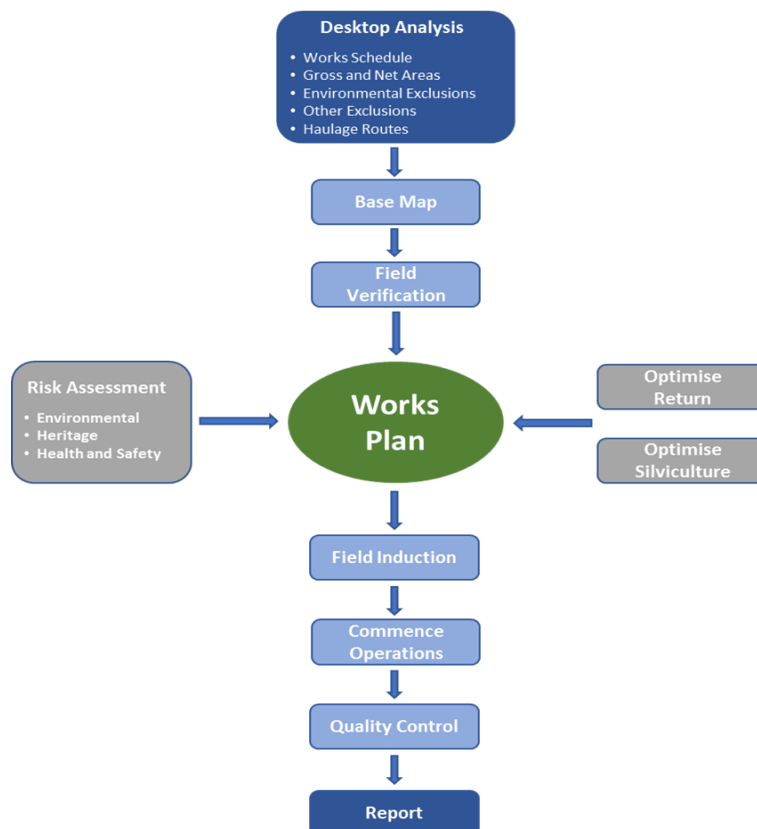 Desktop Analysis
• Works Schedule
• Gross and Net Areas
• Environmental Exclusions
• Other Exclusions
• Haulage Routes
Base Map
Field
Verification
Risk Assessment
• Environmental
• Heritage
• Health and Safety
Works
Plan
Optimise
Return
Optimise
Silviculture
Field Induction
Commence
Operations
Quality Control
Report